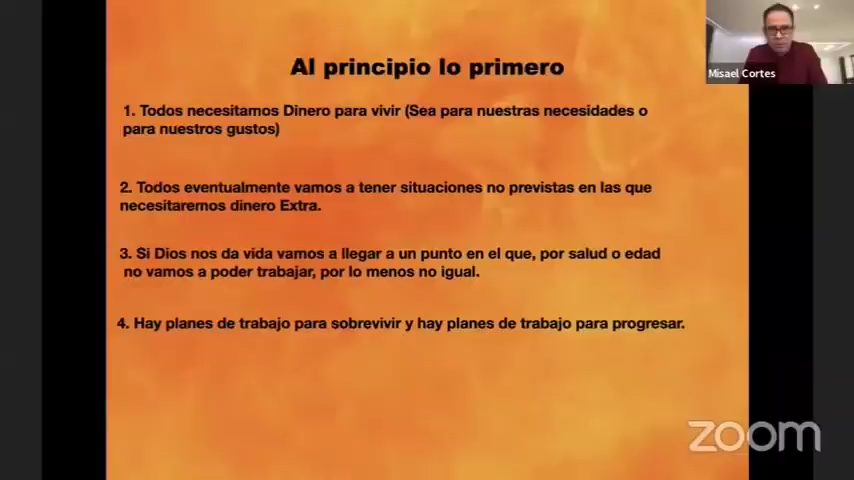 Al principio lo primero
Misael Cortes
1. Todos necesitamos Dinero para vivir (Sea para nuestras necesidades o
para nuestros gustos)
2. Todos eventualmente vamos a tener situaciones no previstas en las que
necesitaremos dinero Extra.
3. Si Dios nos da vida vamos a llegar a un punto en el que, por salud o edad
no vamos a poder trabajar, por lo menos no igual.
4. Hay planes de trabajo para sobrevivir y hay planes de trabajo para progresar.
zoom